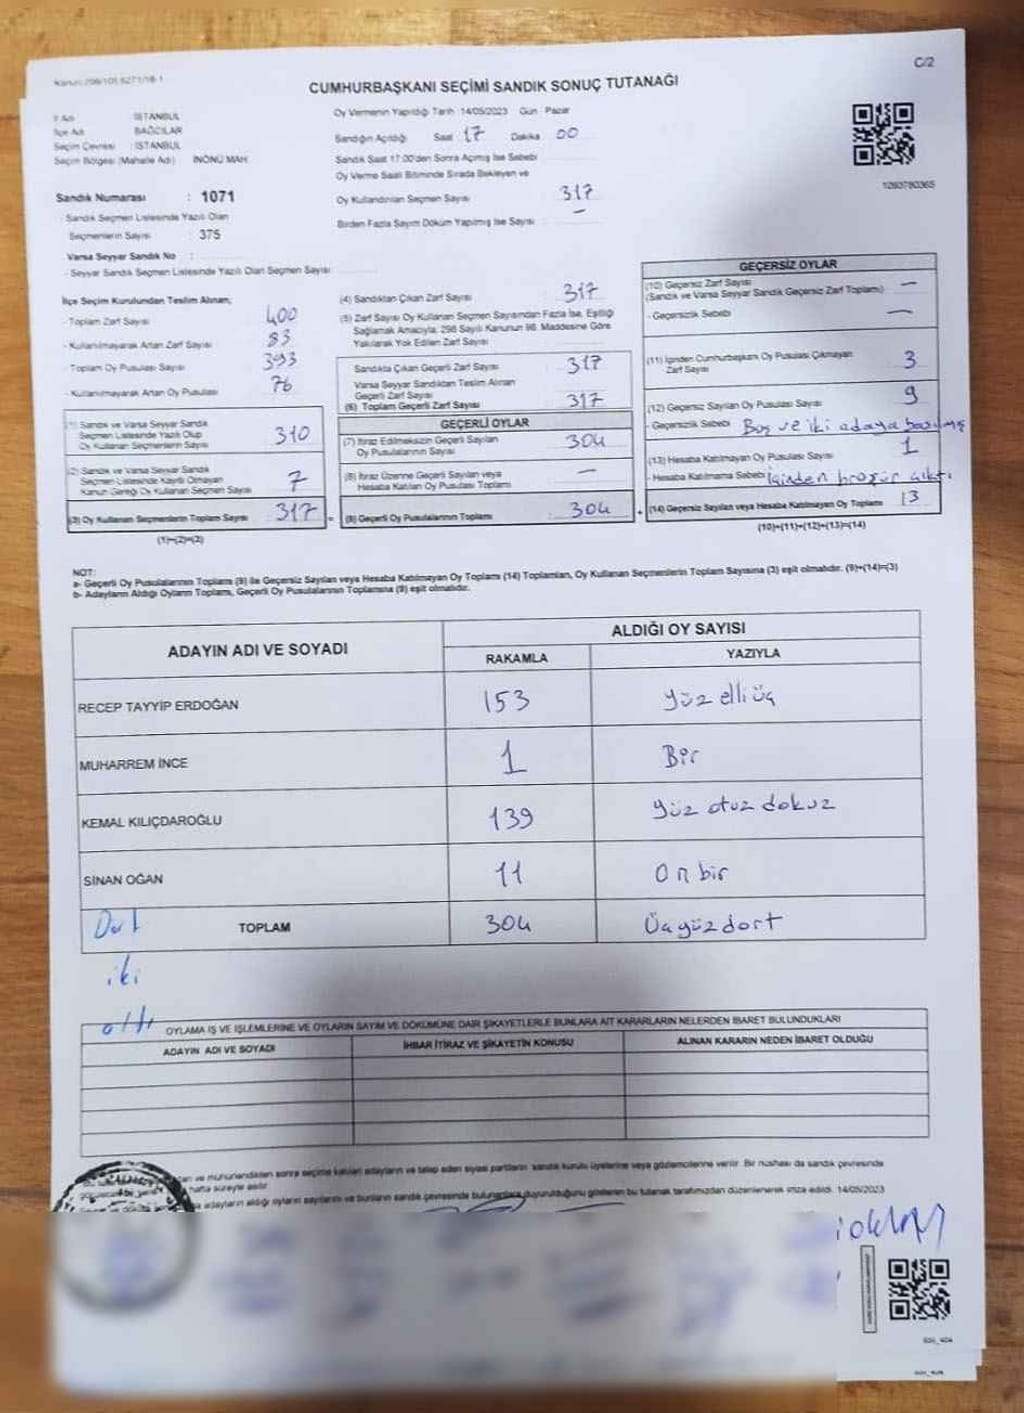 Kanun:298/105 6271/18-1
C/2
CUMHURBAŞKANI SEÇİMİ SANDIK SONUÇ TUTANAĞI
İl Adı : İSTANBUL
İlçe Adı : BAĞCILAR
Seçim Çevresi : İSTANBUL
Seçim Bölgesi (Mahalle Adı) : İNÖNÜ MAH.
Sandık Numarası : 1071
- Sandık Seçmen Listesinde Yazılı Olan
Seçmenlerin Sayısı : 375
Varsa Seyyar Sandık No :
- Seyyar Sandık Seçmen Listesinde Yazılı Olan Seçmen Sayısı
Oy Vermenin Yapıldığı Tarih :14/05/2023 Gün : Pazar
Sandığın Açıldığı Saat 17 Dakika 00
Sandık Saat 17:00'den Sonra Açımış İse Sebebi
Oy Verme Saati Bitiminde Sırada Bekleyen ve
Oy Kullandırılan Seçmen Sayısı 317
Birden Fazla Sayım Döküm Yapılmış İse Sayısı —
1260780365
İlçe Seçim Kurulundan Teslim Alınan;
- Toplam Zarf Sayısı 400
- Kullanılmayarak Artan Zarf Sayısı 83
- Toplam Oy Pusulası Sayısı 393
- Kullanılmayarak Artan Oy Pusulası 76
(1) Sandık ve Varsa Seyyar Sandık
Seçmen Listesinde Yazılı Olup
Oy Kullanan Seçmenlerin Sayısı 310
(2) Sandık ve Varsa Seyyar Sandık
Seçmen Listesinde Kayıtlı Olmayan
Kanun Gereği Oy Kullanan Seçmen Sayısı 7
(3) Oy Kullanan Seçmenlerin Toplam Sayısı 317 =
(1)+(2)=(3)
(4) Sandıktan Çıkan Zarf Sayısı 317
(5) Zarf Sayısı Oy Kullanan Seçmen Sayısından Fazla İse, Eşitliği
Sağlamak Amacıyla, 298 Sayılı Kanunun 98. Maddesine Göre
Yakılarak Yok Edilen Zarf Sayısı
Sandıkta Çıkan Geçerli Zarf Sayısı 317
Varsa Seyyar Sandıktan Teslim Alınan
Geçerli Zarf Sayısı
(6) Toplam Geçerli Zarf Sayısı 317
GEÇERLİ OYLAR
(7) İtiraz Edilmeksizin Geçerli Sayılan
Oy Pusulasının Sayısı 304
(8) İtiraz Üzerine Geçerli Sayılan veya
Hesaba Katılan Oy Pusulası Toplamı —
(9) Geçerli Oy Pusulalarının Toplamı 304 +
GEÇERSİZ OYLAR
(10) Geçersiz Zarf Sayısı —
(Sandık ve Varsa Seyyar Sandık Geçersiz Zarf Toplamı)
- Geçersizlik Sebebi —
(11) İçinden Cumhurbaşkanı Oy Pusulası Çıkmayan
Zarf Sayısı 3
(12) Geçersiz Sayılan Oy Pusulası Sayısı 9
- Geçersizlik Sebebi Boş ve iki adaya basılmış
(13) Hesaba Katılmayan Oy Pusulası Sayısı 1
- Hesaba Katılmama Sebebi İçinden broşür çıktı
(14) Geçersiz Sayılan veya Hesaba Katılmayan Oy Toplamı 13
(10)+(11)+(12)+(13)=(14)
NOT:
a- Geçerli Oy Pusulalarının Toplamı (9) ile Geçersiz Sayılan veya Hesaba Katılmayan Oy Toplamı (14) Toplamları, Oy Kullanan Seçmenlerin Toplam Sayısına (3) eşit olmalıdır. (9)+(14)=(3)
b- Adayların Aldığı Oyların Toplamı, Geçerli Oy Pusulalarının Toplamına (9) eşit olmalıdır.
ADAYIN ADI VE SOYADI ALDIĞI OY SAYISI
RAKAMLA YAZIYLA
RECEP TAYYİP ERDOĞAN 153 Yüz elli üç
MUHARREM İNCE 1 Bir
KEMAL KILIÇDAROĞLU 139 Yüz otuz dokuz
SİNAN OĞAN 11 On bir
Dört TOPLAM 304 Üçyüzdört
iki
altı
OYLAMA İŞ VE İŞLEMLERİNE VE OYLARIN SAYIM VE DÖKÜMÜNE DAİR ŞİKAYETLERLE BUNLARA AİT KARARLARIN NELERDEN İBARET BULUNDUKLARI
ADAYIN ADI VE SOYADI İHBAR İTİRAZ VE ŞİKAYETİN KONUSU ALINAN KARARIN NEDEN İBARET OLDUĞU
ve mühürlendikten sonra seçime katılan adayların ve talep eden siyasi partilerin sandık kurulu üyelerine veya gözlemcilerine verilir. Bir nüshası da sandık çevresinde
hafta süreyle asılır.
adayların aldığı oyların sayılarını ve bunların sandık çevresinde bulunanlara duyurulduğunu gösteren bu tutanak tarafımızdan düzenlenerek imza edildi. 14/05/2023